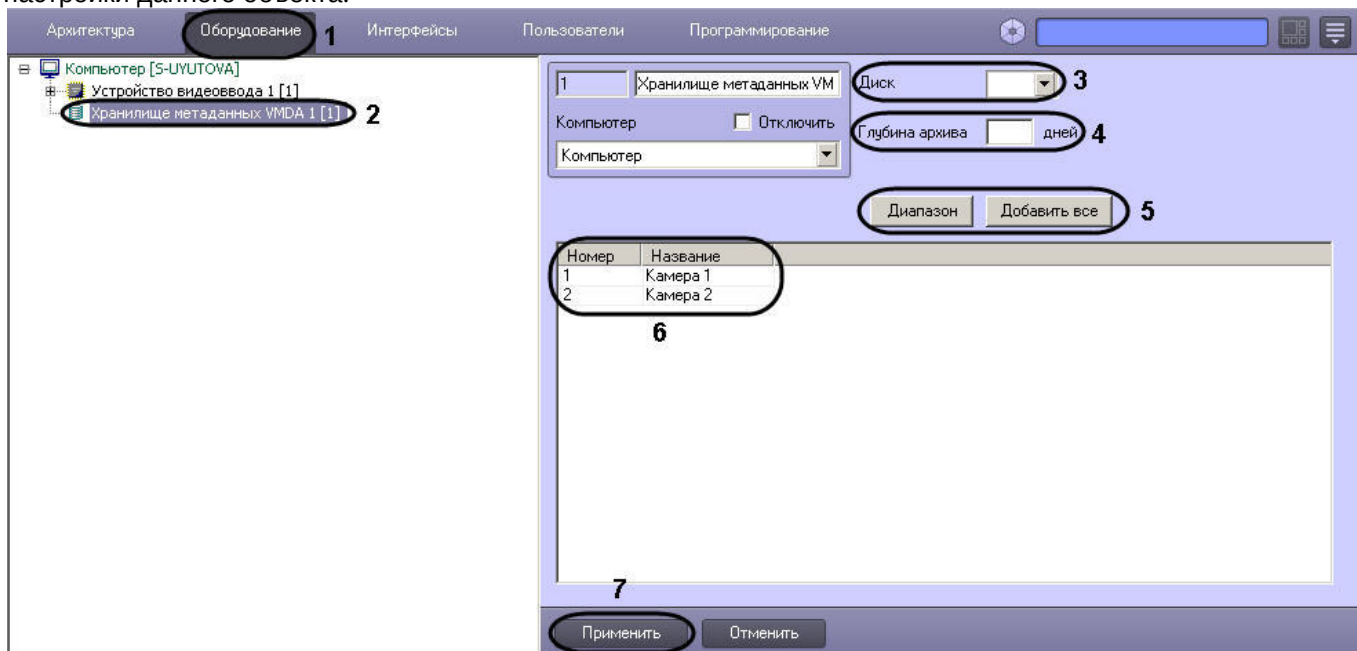 настройки данного объекта.
Архитектура Оборудование 1 Интерфейсы Пользователи Программирование
Компьютер [S-UYUTOVA]
Устройство видеоввода 1 [1]
Хранилище метаданных VMDA 1 [1] 2
1 Хранилище метаданных VM
Компьютер Отключить
Компьютер
Диск 3
Глубина архива дней 4
Диапазон Добавить все 5
Номер Название
1 Камера 1
2 Камера 2
6
7
Применить Отменить